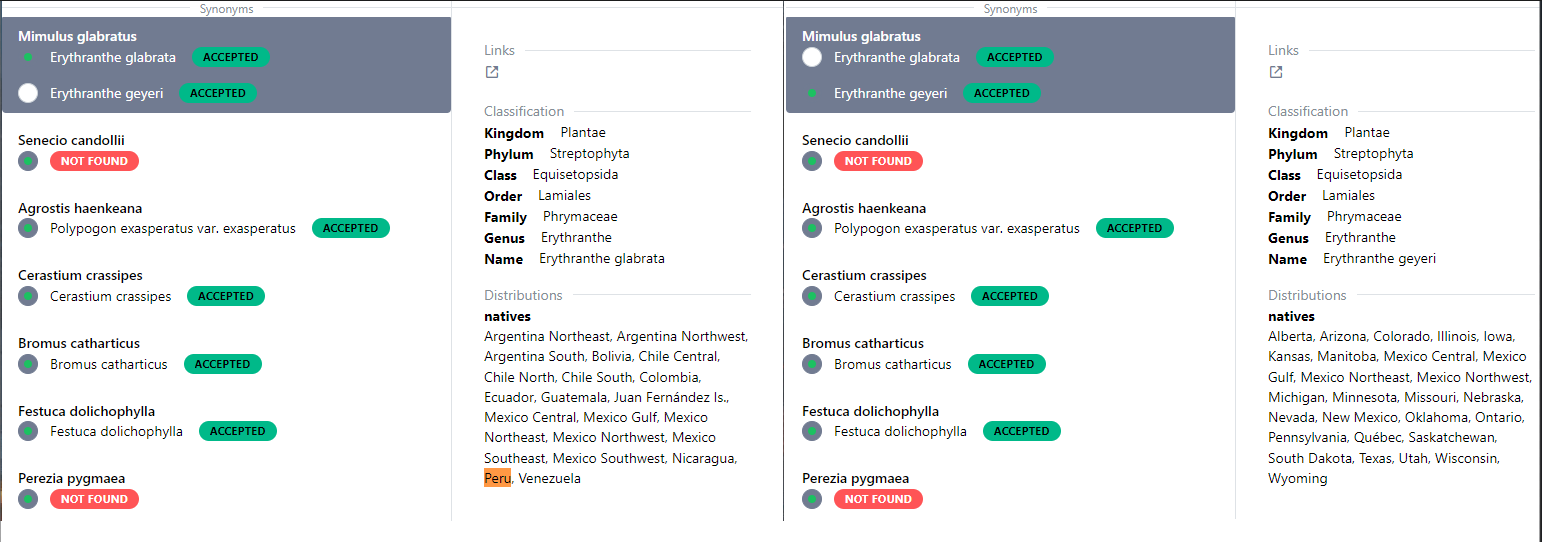 Synonyms
Mimulus glabratus
Erythranthe glabrata ACCEPTED
Erythranthe geyeri ACCEPTED
Senecio candollii
NOT FOUND
Agrostis haenkeana
Polypogon exasperatus var. exasperatus ACCEPTED
Cerastium crassipes
Cerastium crassipes ACCEPTED
Bromus catharticus
Bromus catharticus ACCEPTED
Festuca dolichophylla
Festuca dolichophylla ACCEPTED
Perezia pygmaea
NOT FOUND
Links
Classification
Kingdom Plantae
Phylum Streptophyta
Class Equisetopsida
Order Lamiales
Family Phrymaceae
Genus Erythranthe
Name Erythranthe glabrata
Distributions
natives
Argentina Northeast, Argentina Northwest,
Argentina South, Bolivia, Chile Central,
Chile North, Chile South, Colombia,
Ecuador, Guatemala, Juan Fernández Is.,
Mexico Central, Mexico Gulf, Mexico
Northeast, Mexico Northwest, Mexico
Southeast, Mexico Southwest, Nicaragua,
Peru, Venezuela
Synonyms
Mimulus glabratus
Erythranthe glabrata ACCEPTED
Erythranthe geyeri ACCEPTED
Senecio candollii
NOT FOUND
Agrostis haenkeana
Polypogon exasperatus var. exasperatus ACCEPTED
Cerastium crassipes
Cerastium crassipes ACCEPTED
Bromus catharticus
Bromus catharticus ACCEPTED
Festuca dolichophylla
Festuca dolichophylla ACCEPTED
Perezia pygmaea
NOT FOUND
Links
Classification
Kingdom Plantae
Phylum Streptophyta
Class Equisetopsida
Order Lamiales
Family Phrymaceae
Genus Erythranthe
Name Erythranthe geyeri
Distributions
natives
Alberta, Arizona, Colorado, Illinois, Iowa,
Kansas, Manitoba, Mexico Central, Mexico
Gulf, Mexico Northeast, Mexico Northwest,
Michigan, Minnesota, Missouri, Nebraska,
Nevada, New Mexico, Oklahoma, Ontario,
Pennsylvania, Québec, Saskatchewan,
South Dakota, Texas, Utah, Wisconsin,
Wyoming